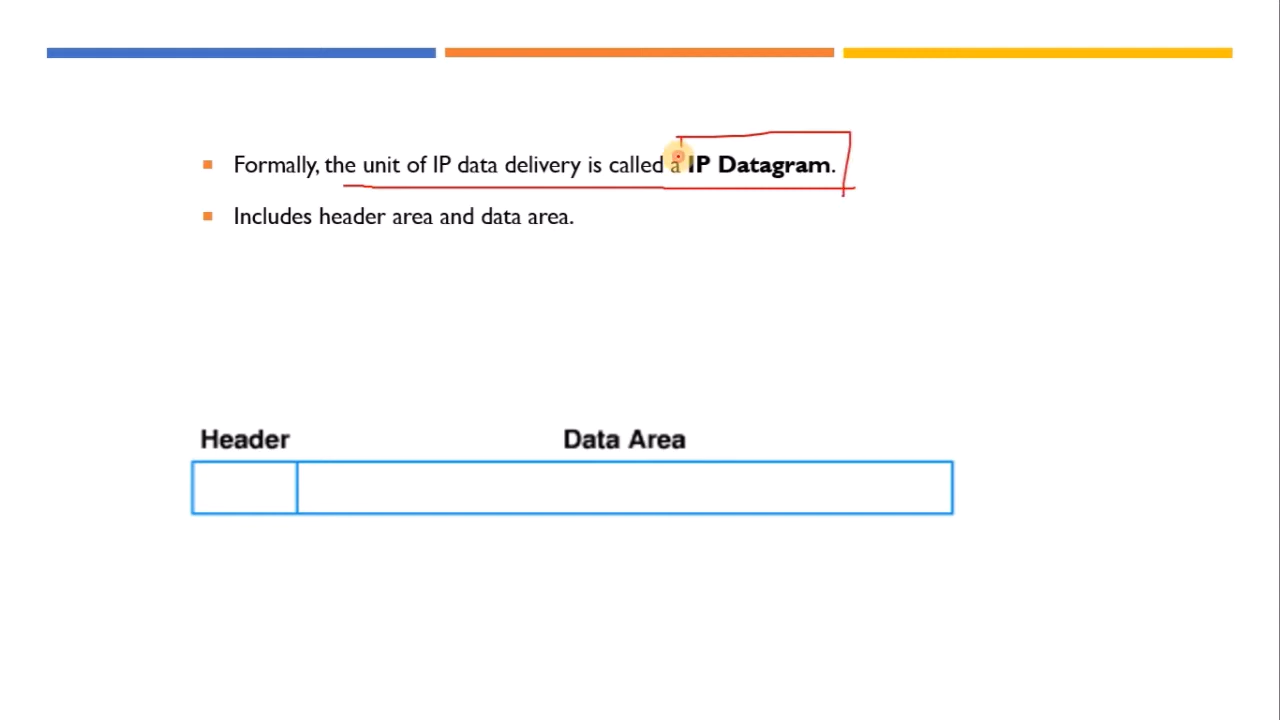 Formally, the unit of IP data delivery is called a IP Datagram.
Includes header area and data area.
Header Data Area